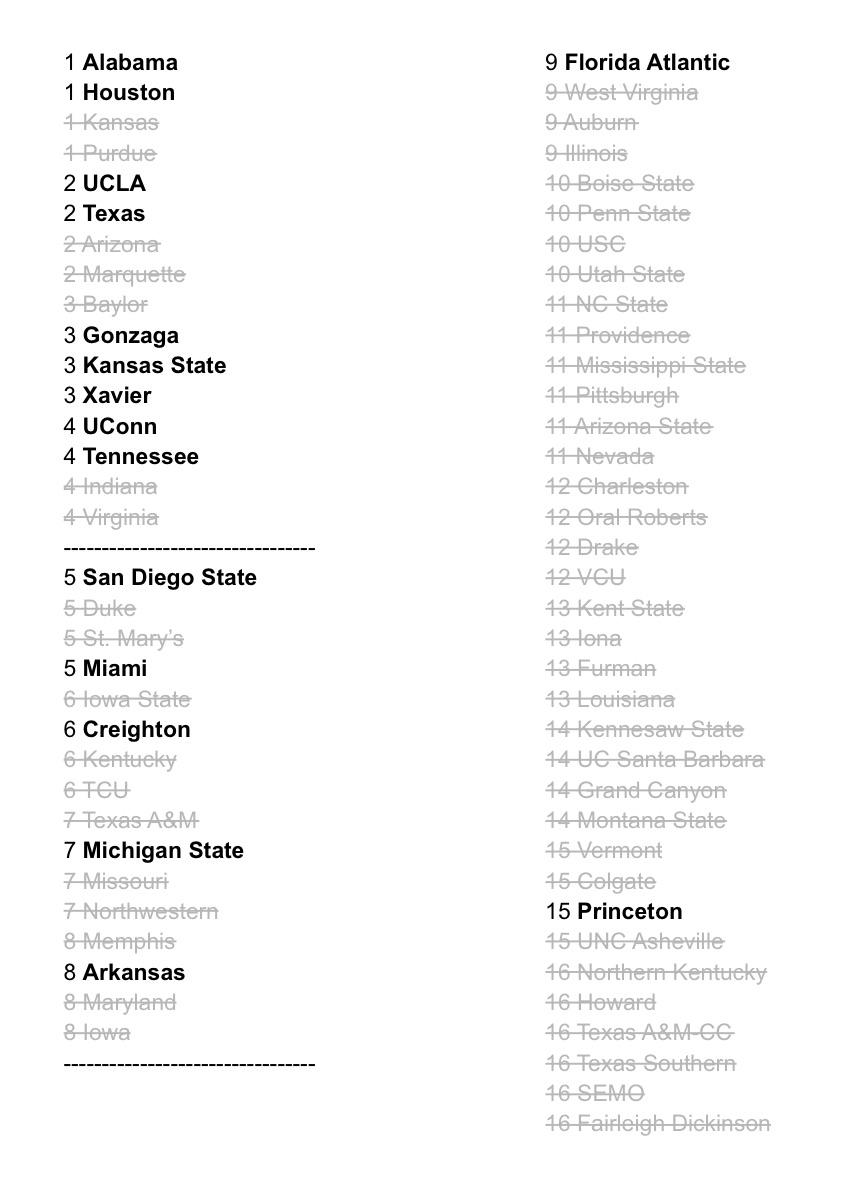 1 Alabama
1 Houston
1 Kansas
1 Purdue
2 UCLA
2 Texas
2 Arizona
2 Marquette
3 Baylor
3 Gonzaga
3 Kansas State
3 Xavier
4 UConn
4 Tennessee
4 Indiana
4 Virginia
---------------------------------
5 San Diego State
5 Duke
5 St. Mary’s
5 Miami
6 Iowa State
6 Creighton
6 Kentucky
6 TCU
7 Texas A&M
7 Michigan State
7 Missouri
7 Northwestern
8 Memphis
8 Arkansas
8 Maryland
8 Iowa
---------------------------------
9 Florida Atlantic
9 West Virginia
9 Auburn
9 Illinois
10 Boise State
10 Penn State
10 USC
10 Utah State
11 NC State
11 Providence
11 Mississippi State
11 Pittsburgh
11 Arizona State
11 Nevada
12 Charleston
12 Oral Roberts
12 Drake
12 VCU
13 Kent State
13 Iona
13 Furman
13 Louisiana
14 Kennesaw State
14 UC Santa Barbara
14 Grand Canyon
14 Montana State
15 Vermont
15 Colgate
15 Princeton
15 UNC Asheville
16 Northern Kentucky
16 Howard
16 Texas A&M-CC
16 Texas Southern
16 SEMO
16 Fairleigh Dickinson